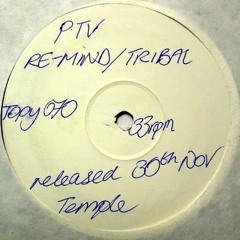 PTV
RE-MIND/TRIBAL
Topy 070
33rpm
released 30th NOV
Temple